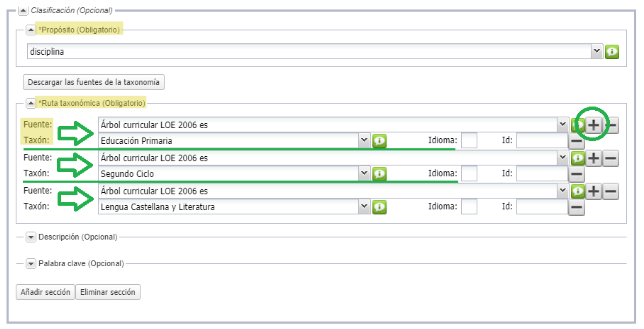 Clasificación (Opcional)
*Propósito (Obligatorio)
disciplina
Descargar las fuentes de la taxonomía
*Ruta taxonómica (Obligatorio)
Fuente: Árbol curricular LOE 2006 es
Taxón: Educación Primaria Idioma: Id:
Fuente: Árbol curricular LOE 2006 es
Taxón: Segundo Ciclo Idioma: Id:
Fuente: Árbol curricular LOE 2006 es
Taxón: Lengua Castellana y Literatura Idioma: Id:
Descripción (Opcional)
Palabra clave (Opcional)
Añadir sección Eliminar sección